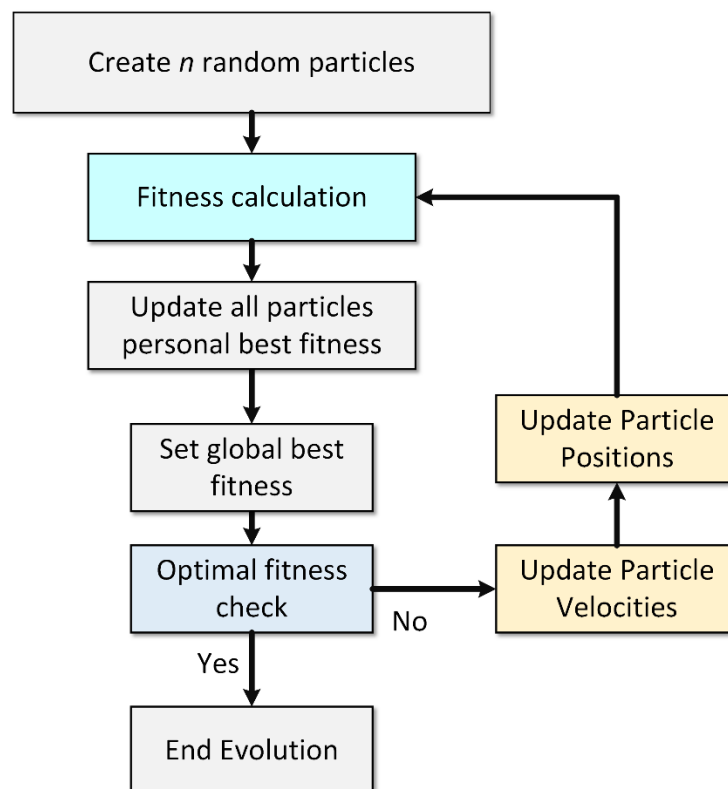 Create n random particles
Fitness calculation
Update all particles
personal best fitness
Set global best
fitness
Optimal fitness
check
No
Yes
End Evolution
Update Particle
Velocities
Update Particle
Positions